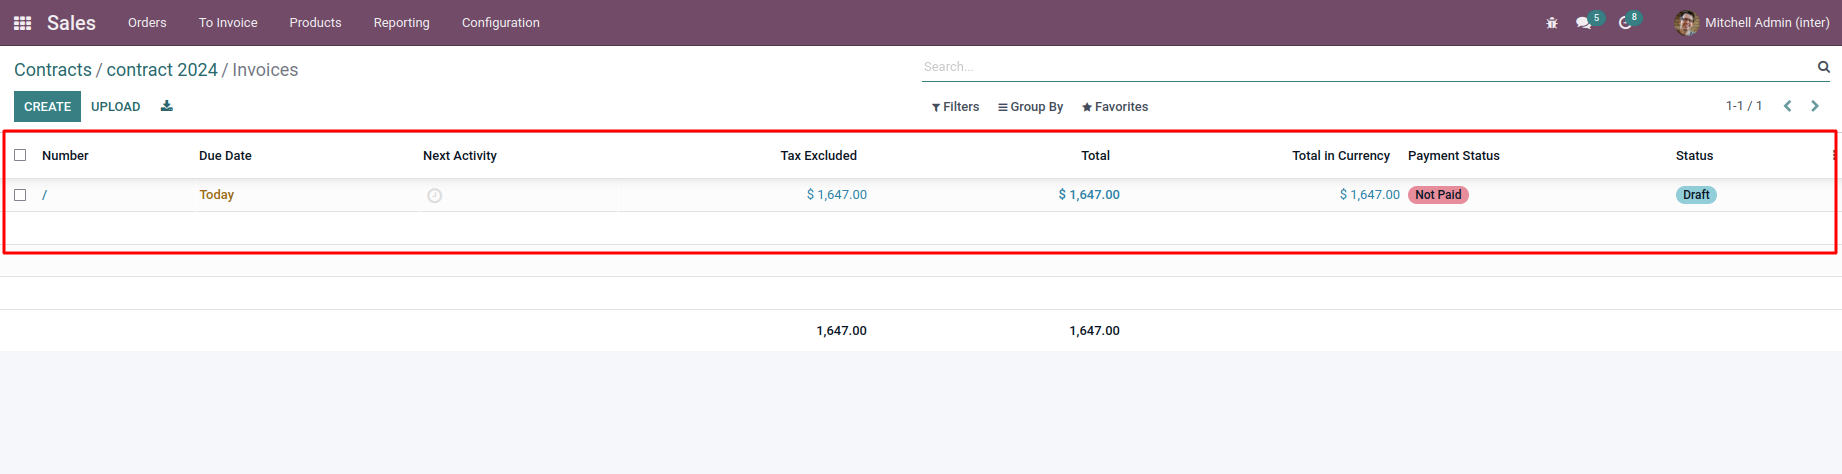 Sales Orders To Invoice Products Reporting Configuration 5 8 Mitchell Admin (inter)
Contracts / contract 2024 / Invoices Search...
CREATE UPLOAD Filters Group By Favorites 1-1 / 1
Number Due Date Next Activity Tax Excluded Total Total in Currency Payment Status Status
/ Today $ 1,647.00 $ 1,647.00 $ 1,647.00 Not Paid Draft
1,647.00 1,647.00